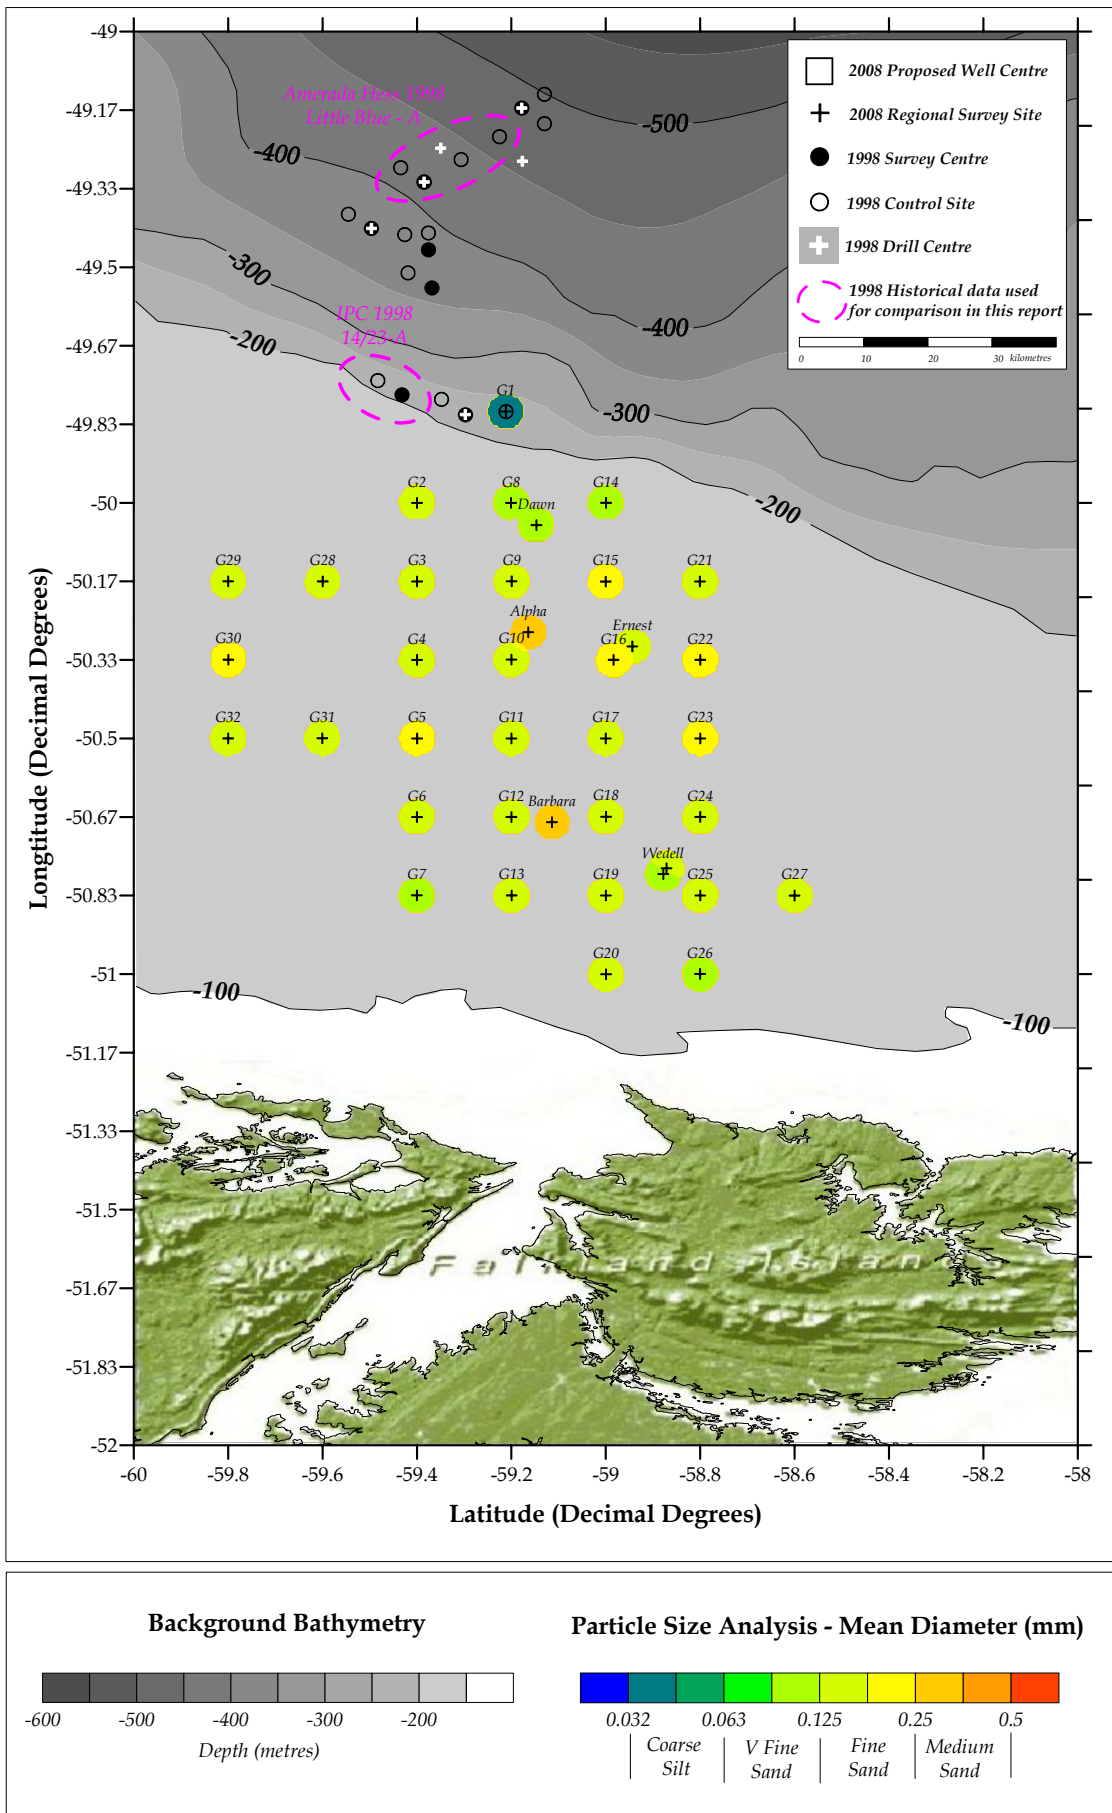 -49
-49.17
-49.33
-49.5
-49.67
-49.83
-50
-50.17
-50.33
-50.5
-50.67
-50.83
-51
-51.17
-51.33
-51.5
-51.67
-51.83
-52
Longtitude (Decimal Degrees)
Amerada Hess 1998
Little Blue - A
-500
-400
-300
IPC 1998
14/23-A
-200
-400
-300
-200
2008 Proposed Well Centre
2008 Regional Survey Site
1998 Survey Centre
1998 Control Site
1998 Drill Centre
1998 Historical data used
for comparison in this report
0 10 20 30 kilometres
G1
G2 G8 G14
Dawn
G29 G28 G3 G9 G15 G21
Alpha
Ernest
G30 G4 G10 G16 G22
G32 G31 G5 G11 G17 G23
G6 G12 Barbara G18 G24
Wedell
G7 G13 G19 G25 G27
G20 G26
-100
-100
Falkland Islands
-60 -59.8 -59.6 -59.4 -59.2 -59 -58.8 -58.6 -58.4 -58.2 -58
Latitude (Decimal Degrees)
Background Bathymetry
-600 -500 -400 -300 -200
Depth (metres)
Particle Size Analysis - Mean Diameter (mm)
0.032 0.063 0.125 0.25 0.5
Coarse
Silt
V Fine
Sand
Fine
Sand
Medium
Sand